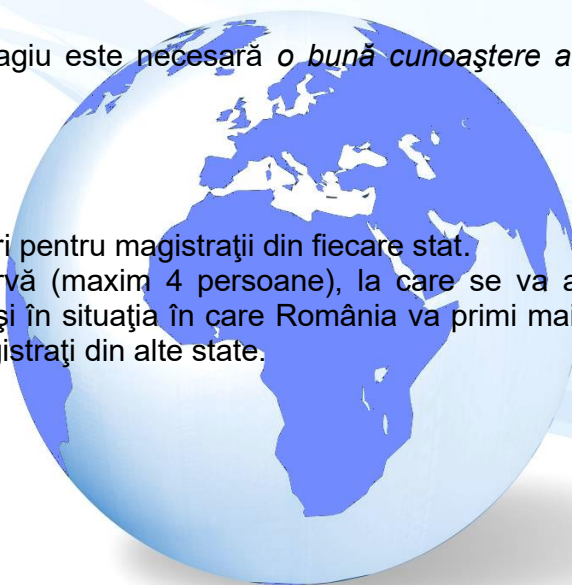 agiu este necesară o bună cunoaştere a
ri pentru magistraţii din fiecare stat.
rvă (maxim 4 persoane), la care se va a
şi în situaţia în care România va primi mai
gistraţi din alte state.